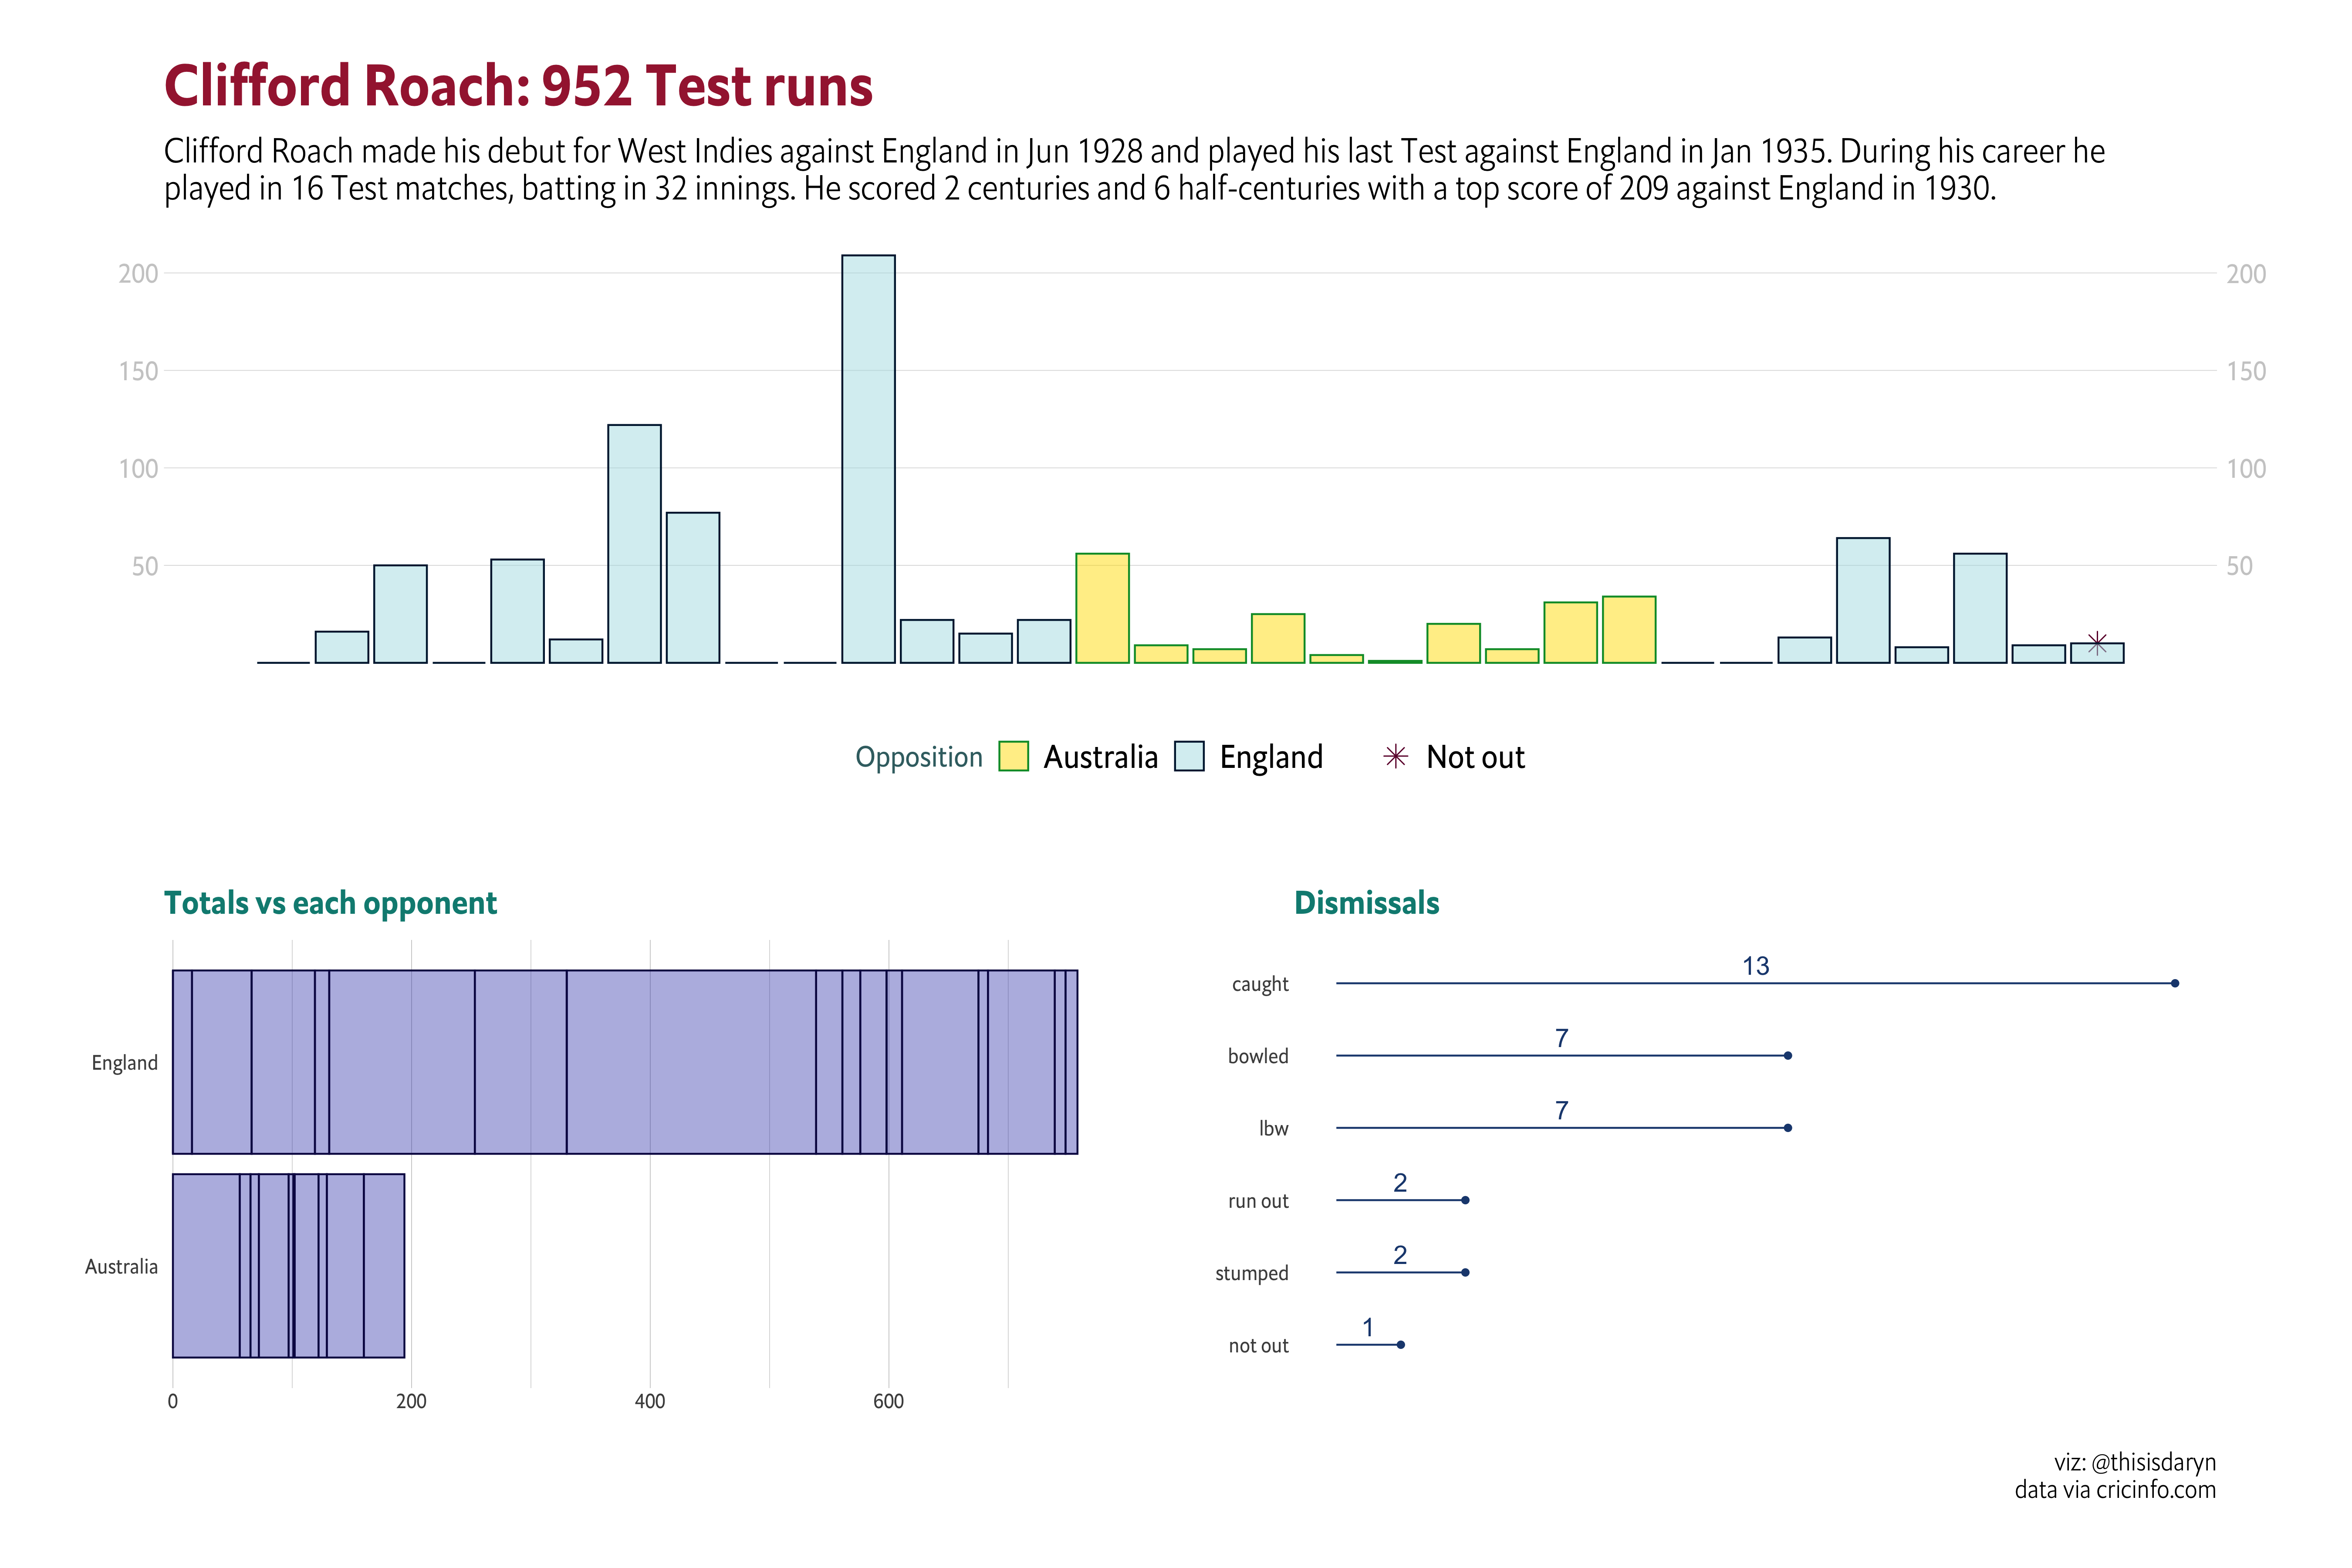 Clifford Roach: 952 Test runs
Clifford Roach made his debut for West Indies against England in Jun 1928 and played his last Test against England in Jan 1935. During his career he
played in 16 Test matches, batting in 32 innings. He scored 2 centuries and 6 half-centuries with a top score of 209 against England in 1930.
200 200
150 150
100 100
50 50
Opposition Australia England Not out
Totals vs each opponent
England
Australia
0 200 400 600
Dismissals
caught 13
bowled 7
lbw 7
run out 2
stumped 2
not out 1
viz: @thisisdaryn
data via cricinfo.com